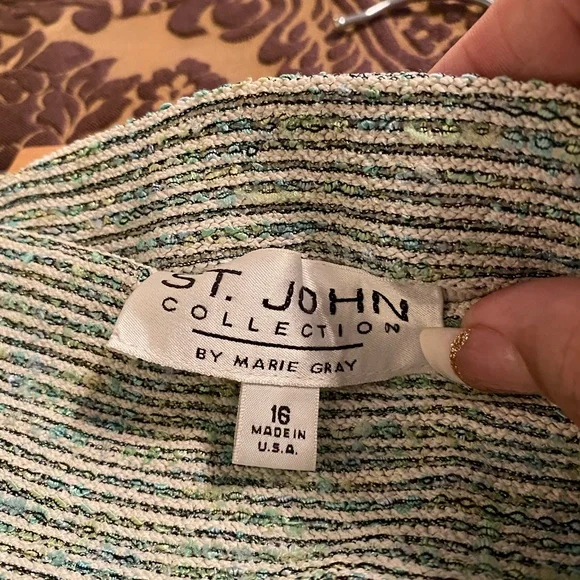 ST. JOHN
COLLECTION
BY MARIE GRAY
16
MADE IN
U.S.A.